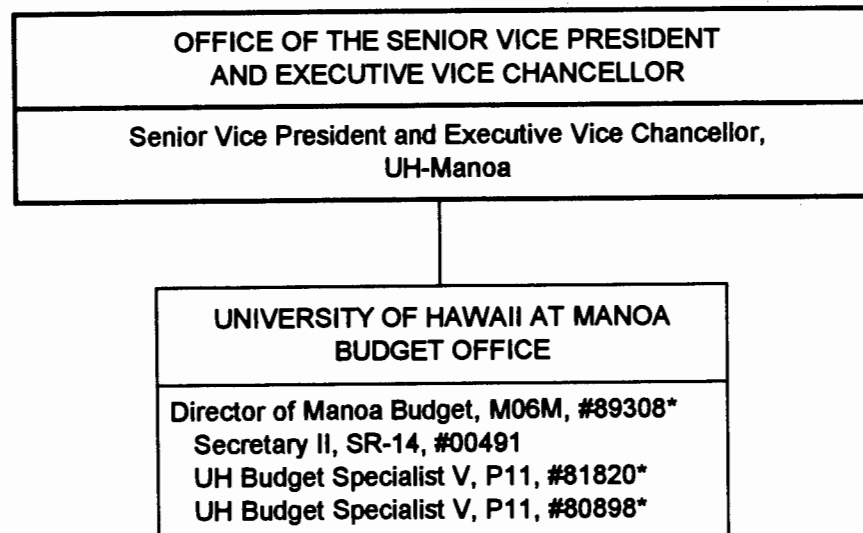 OFFICE OF THE SENIOR VICE PRESIDENT
AND EXECUTIVE VICE CHANCELLOR
Senior Vice President and Executive Vice Chancellor,
UH-Manoa
UNIVERSITY OF HAWAII AT MANOA
BUDGET OFFICE
Director of Manoa Budget, M06M, #89308*
Secretary II, SR-14, #00491
UH Budget Specialist V, P11, #81820*
UH Budget Specialist V, P11, #80898*